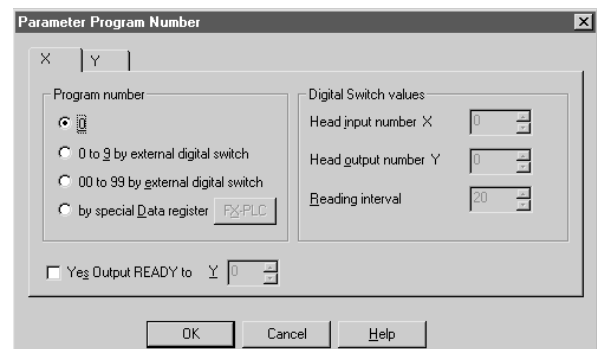 Parameter Program Number
X Y
Program number
0
0 to 9 by external digital switch
00 to 99 by external digital switch
by special Data register FX-PLC
Digital Switch values
Head input number X 0
Head output number Y 0
Reading interval 20
Yes Output READY to Y 0
OK Cancel Help